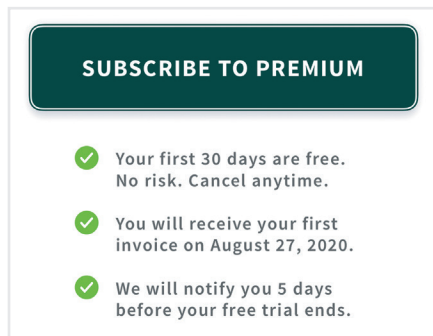 SUBSCRIBE TO PREMIUM
Your first 30 days are free.
No risk. Cancel anytime.
You will receive your first
invoice on August 27, 2020.
We will notify you 5 days
before your free trial ends.